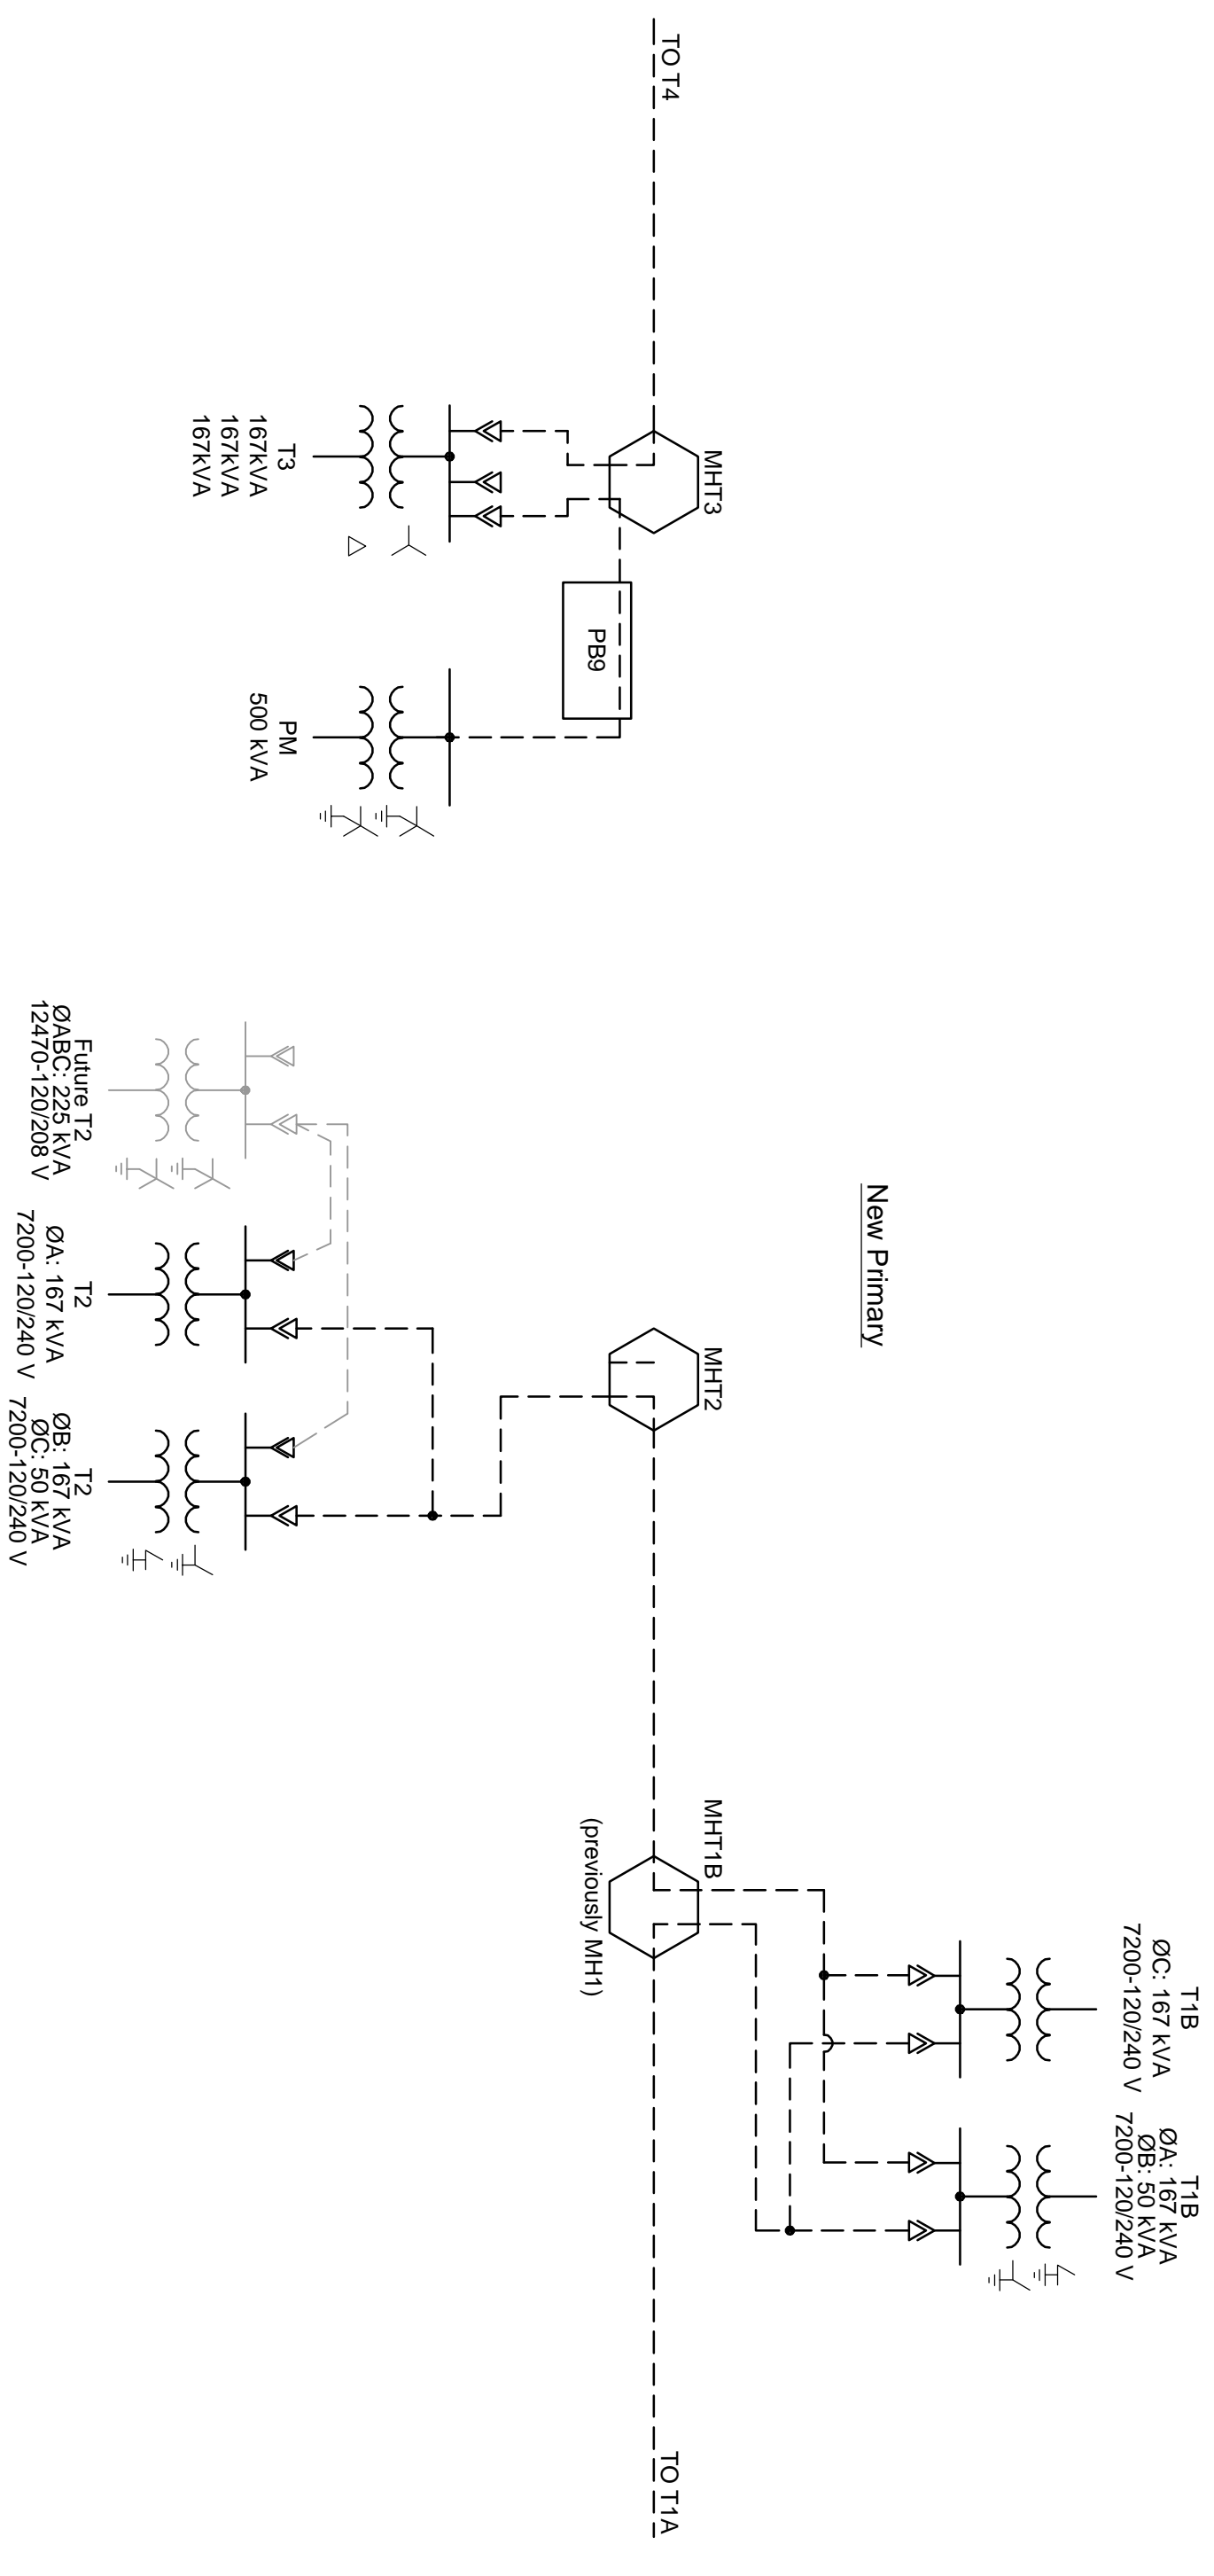 TO T4
MHT3
T3
167kVA
167kVA
167kVA
PB9
PM
500 kVA
New Primary
Future T2
ØABC: 225 kVA
12470-120/208 V
T2
ØA: 167 kVA
7200-120/240 V
MHT2
T2
ØB: 167 kVA
ØC: 50 kVA
7200-120/240 V
MHT1B
(previously MH1)
T1B
ØC: 167 kVA
7200-120/240 V
T1B
ØA: 167 kVA
ØB: 50 kVA
7200-120/240 V
TO T1A